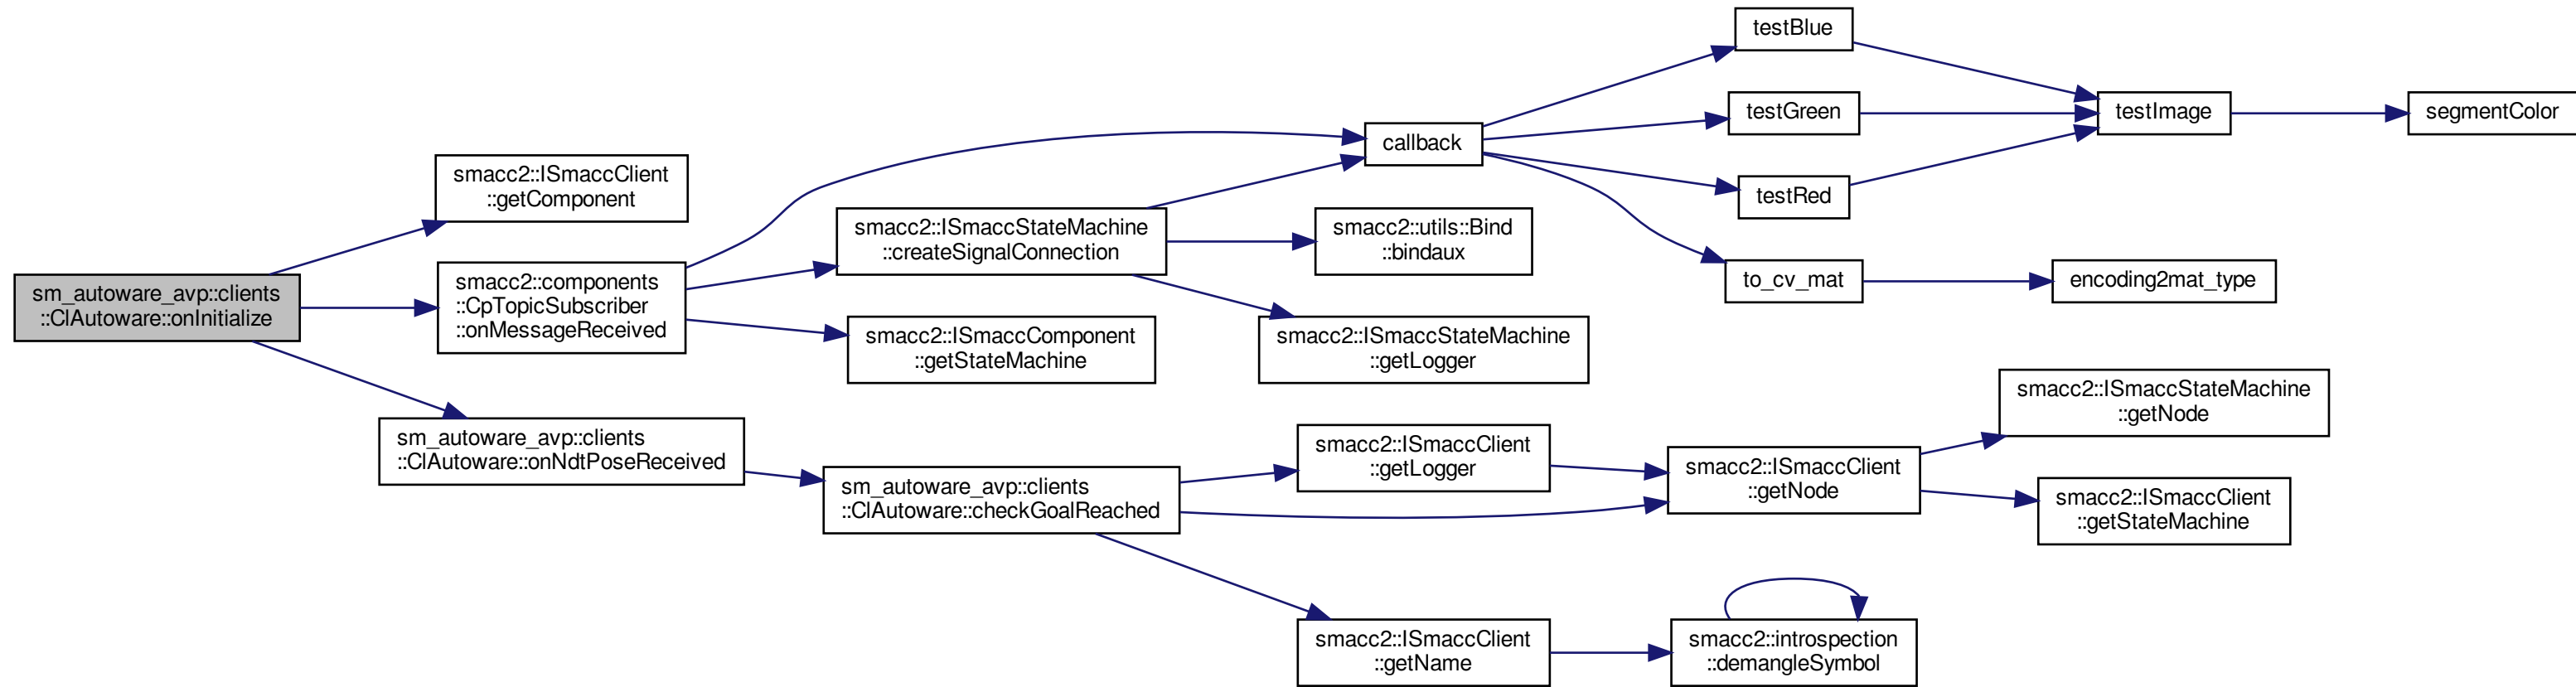 sm_autoware_avp::clients
::ClAutoware::onInitialize
smacc2::ISmaccClient
::getComponent
smacc2::components
::CpTopicSubscriber
::onMessageReceived
sm_autoware_avp::clients
::ClAutoware::onNdtPoseReceived
smacc2::ISmaccStateMachine
::createSignalConnection
smacc2::ISmaccComponent
::getStateMachine
sm_autoware_avp::clients
::ClAutoware::checkGoalReached
callback
smacc2::utils::Bind
::bindaux
smacc2::ISmaccStateMachine
::getLogger
smacc2::ISmaccClient
::getLogger
smacc2::ISmaccClient
::getName
testBlue
testGreen
testRed
to_cv_mat
smacc2::ISmaccClient
::getNode
smacc2::introspection
::demangleSymbol
testImage
encoding2mat_type
smacc2::ISmaccStateMachine
::getNode
smacc2::ISmaccClient
::getStateMachine
segmentColor